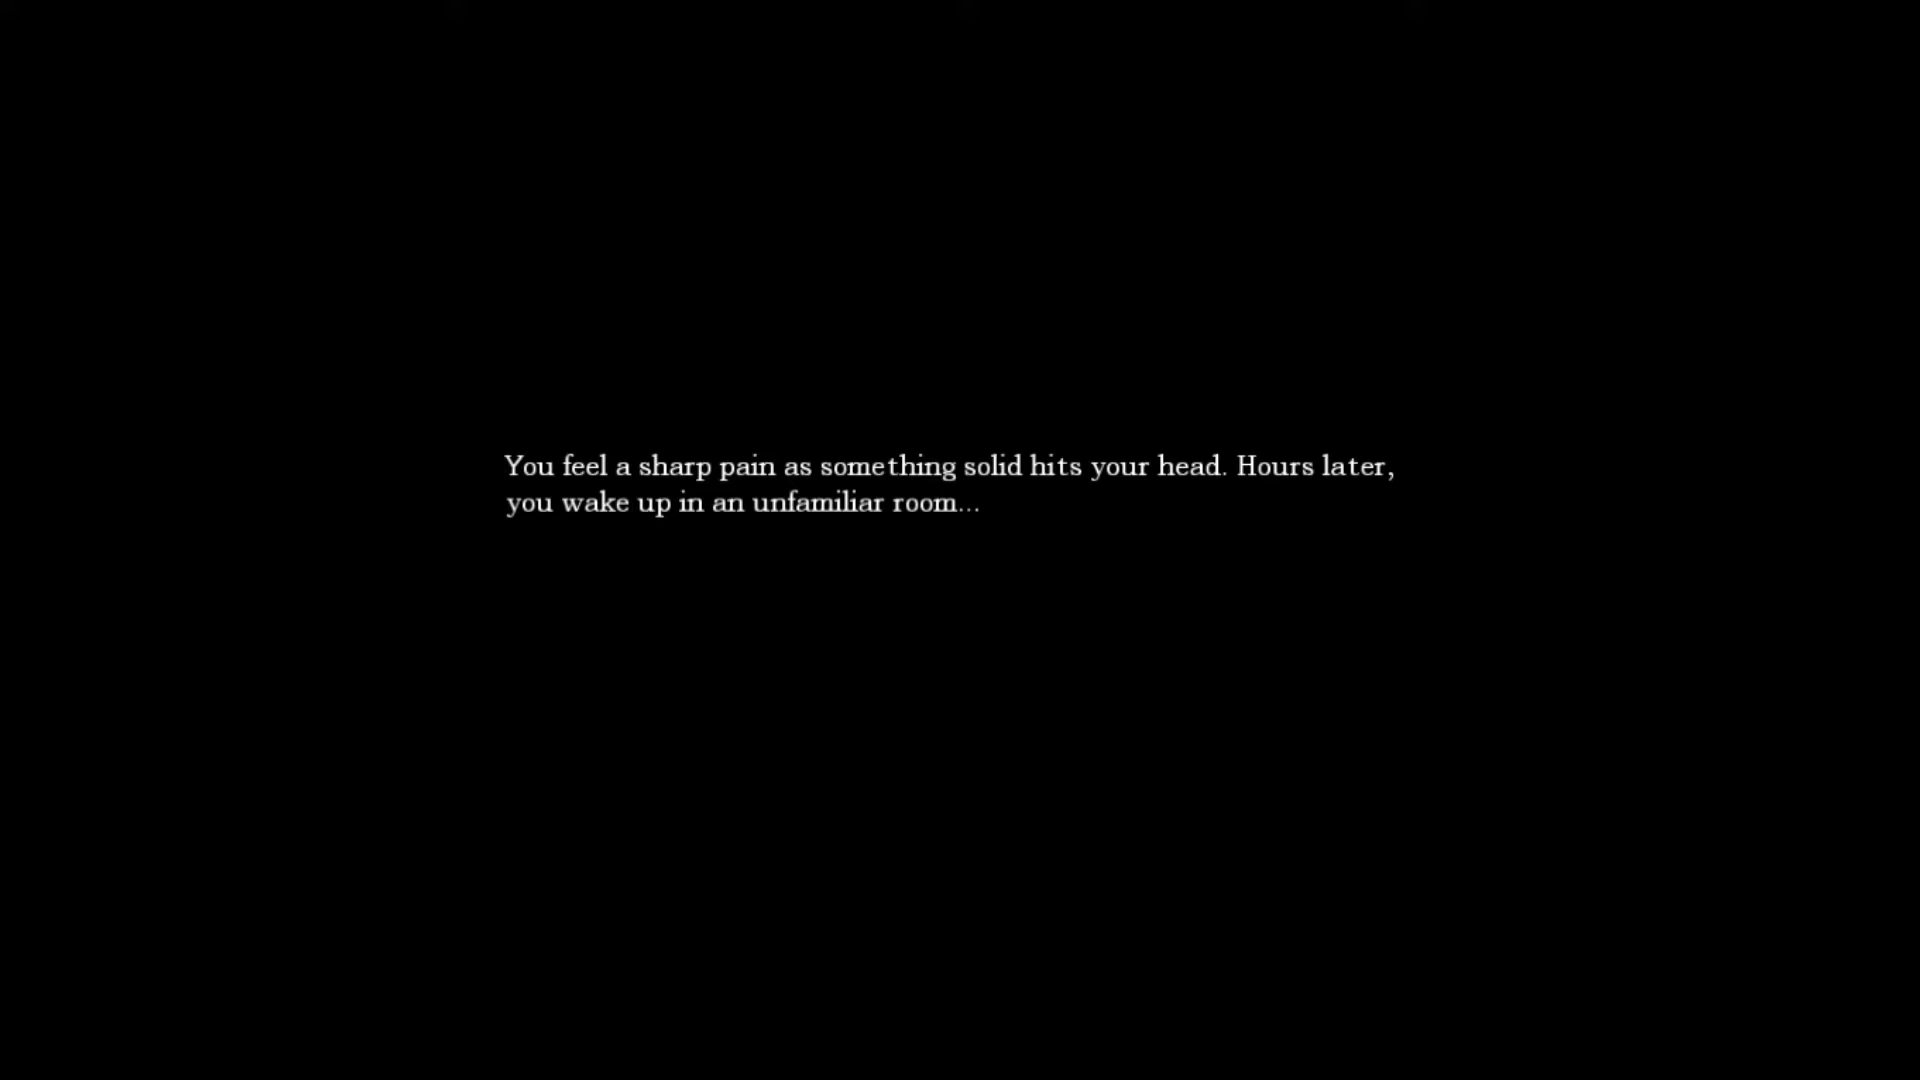 You feel a sharp pain as something solid hits your head. Hours later,
you wake up in an unfamiliar room...